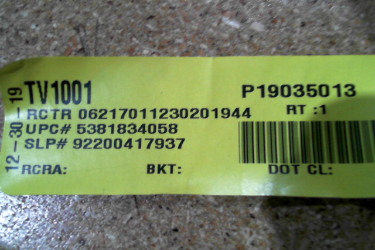 12-30-19
TV1001 P19035013
RCTR 06217011230201944 RT :1
UPC# 5381834058
SLP# 92200417937
RCRA: BKT: DOT CL: